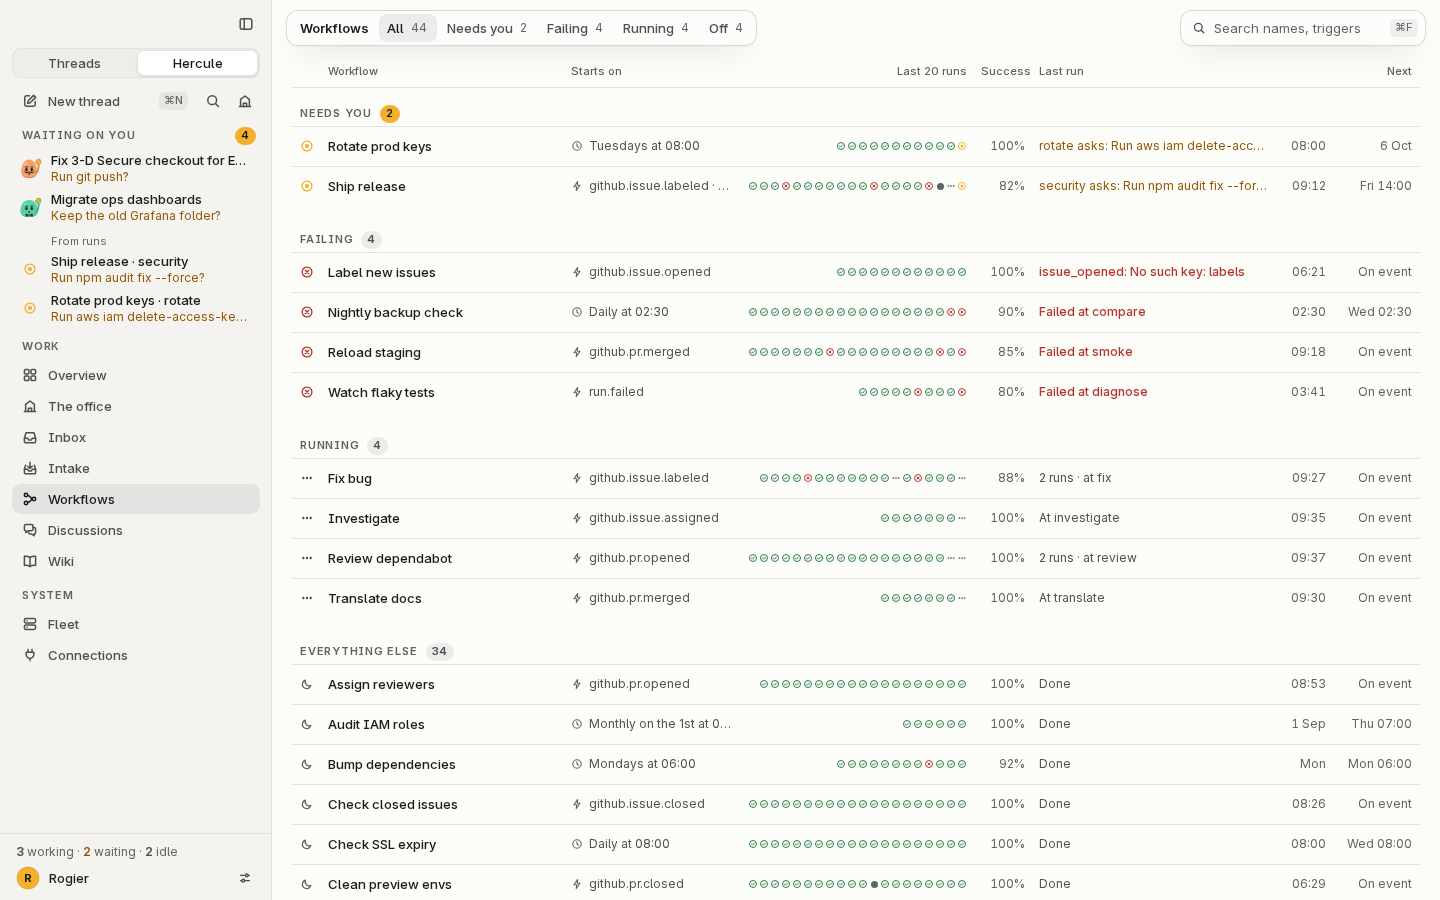 Threads
Hercule
New thread
⌘N
WAITING ON YOU
4
Fix 3-D Secure checkout for E…
Run git push?
Migrate ops dashboards
Keep the old Grafana folder?
From runs
Ship release · security
Run npm audit fix --force?
Rotate prod keys · rotate
Run aws iam delete-access-ke…
WORK
Overview
The office
Inbox
Intake
Workflows
Discussions
Wiki
SYSTEM
Fleet
Connections
3 working · 2 waiting · 2 idle
R
Rogier
Workflows
All 44
Needs you 2
Failing 4
Running 4
Off 4
Search names, triggers
⌘F
Workflow Starts on Last 20 runs Success Last run Next
NEEDS YOU 2
Rotate prod keys Tuesdays at 08:00 100% rotate asks: Run aws iam delete-acc… 08:00 6 Oct
Ship release github.issue.labeled · … 82% security asks: Run npm audit fix --for… 09:12 Fri 14:00
FAILING 4
Label new issues github.issue.opened 100% issue_opened: No such key: labels 06:21 On event
Nightly backup check Daily at 02:30 90% Failed at compare 02:30 Wed 02:30
Reload staging github.pr.merged 85% Failed at smoke 09:18 On event
Watch flaky tests run.failed 80% Failed at diagnose 03:41 On event
RUNNING 4
Fix bug github.issue.labeled 88% 2 runs · at fix 09:27 On event
Investigate github.issue.assigned 100% At investigate 09:35 On event
Review dependabot github.pr.opened 100% 2 runs · at review 09:37 On event
Translate docs github.pr.merged 100% At translate 09:30 On event
EVERYTHING ELSE 34
Assign reviewers github.pr.opened 100% Done 08:53 On event
Audit IAM roles Monthly on the 1st at 0… 100% Done 1 Sep Thu 07:00
Bump dependencies Mondays at 06:00 92% Done Mon Mon 06:00
Check closed issues github.issue.closed 100% Done 08:26 On event
Check SSL expiry Daily at 08:00 100% Done 08:00 Wed 08:00
Clean preview envs github.pr.closed 100% Done 06:29 On event